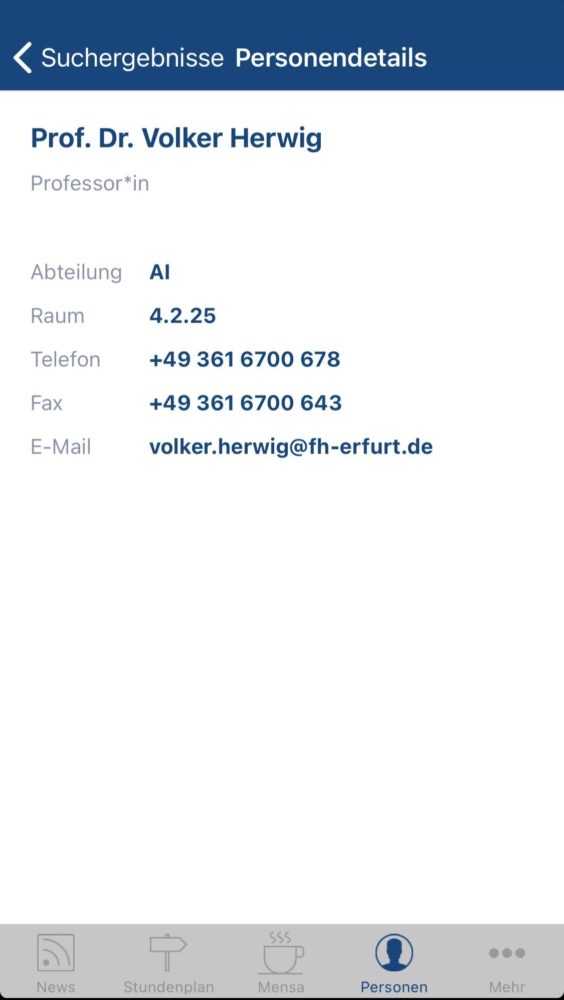 Suchergebnisse Personendetails
Prof. Dr. Volker Herwig
Professor*in
Abteilung AI
Raum 4.2.25
Telefon +49 361 6700 678
Fax +49 361 6700 643
E-Mail volker.herwig@fh-erfurt.de
News Stundenplan Mensa Personen Mehr